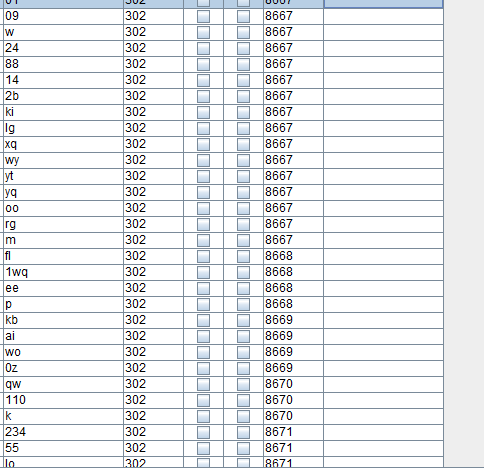 302 8667
09 302 8667
w 302 8667
24 302 8667
88 302 8667
14 302 8667
2b 302 8667
ki 302 8667
lg 302 8667
xq 302 8667
wy 302 8667
yt 302 8667
yq 302 8667
oo 302 8667
rg 302 8667
m 302 8667
fl 302 8668
1wq 302 8668
ee 302 8668
p 302 8668
kb 302 8669
ai 302 8669
wo 302 8669
0z 302 8669
qw 302 8670
110 302 8670
k 302 8670
234 302 8671
55 302 8671
lo 302 8671